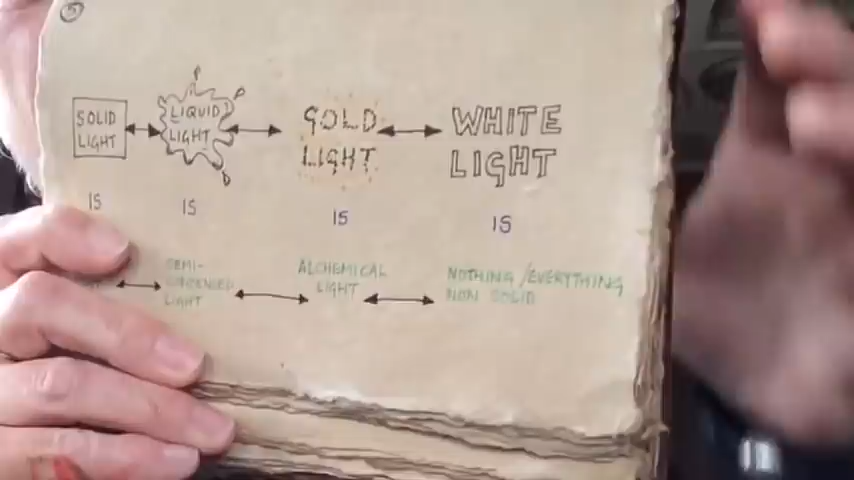 5
SOLID LIGHT
LIQUID? LIGHT
GOLD LIGHT
WHITE LIGHT
IS
IS
IS
IS
SEMI-CONDENSED LIGHT
ALCHEMICAL LIGHT
NOTHING / EVERYTHING
NON SOLID